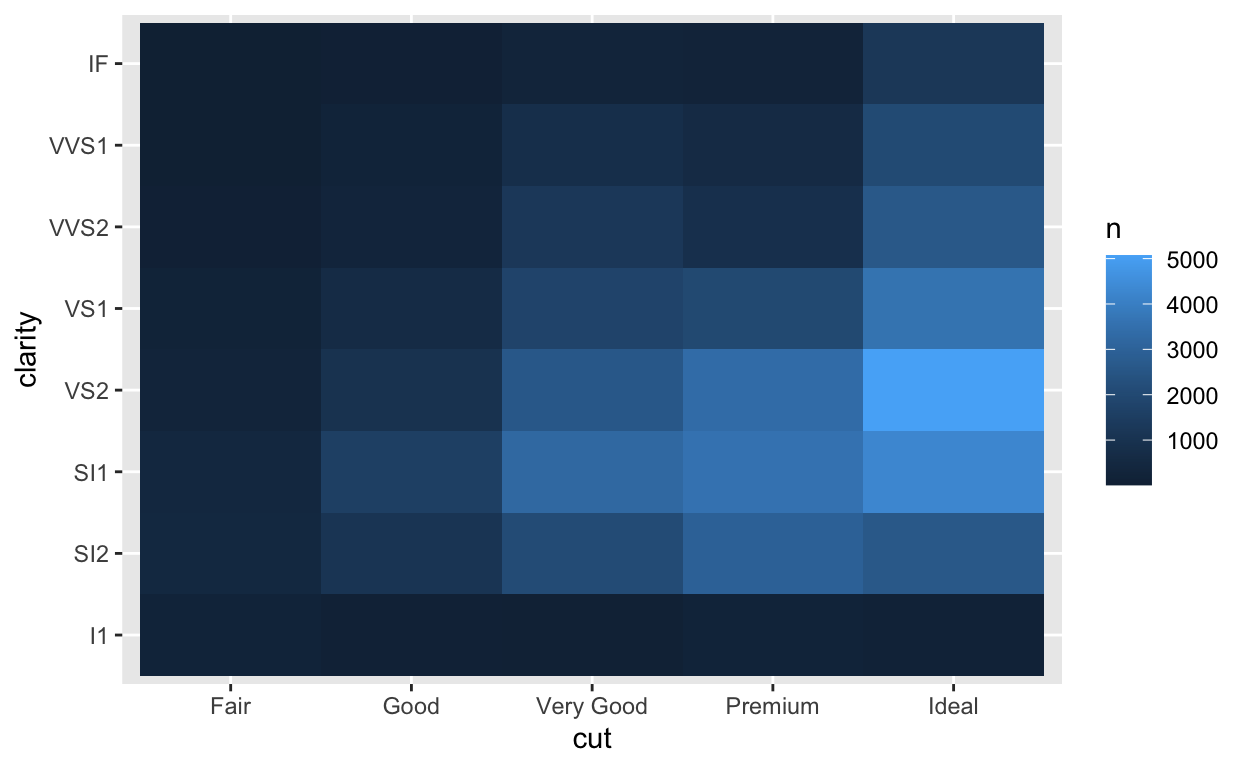 IF
VVS1
VVS2
VS1
VS2
SI1
SI2
I1
clarity
Fair Good Very Good Premium Ideal
cut
n
5000
4000
3000
2000
1000